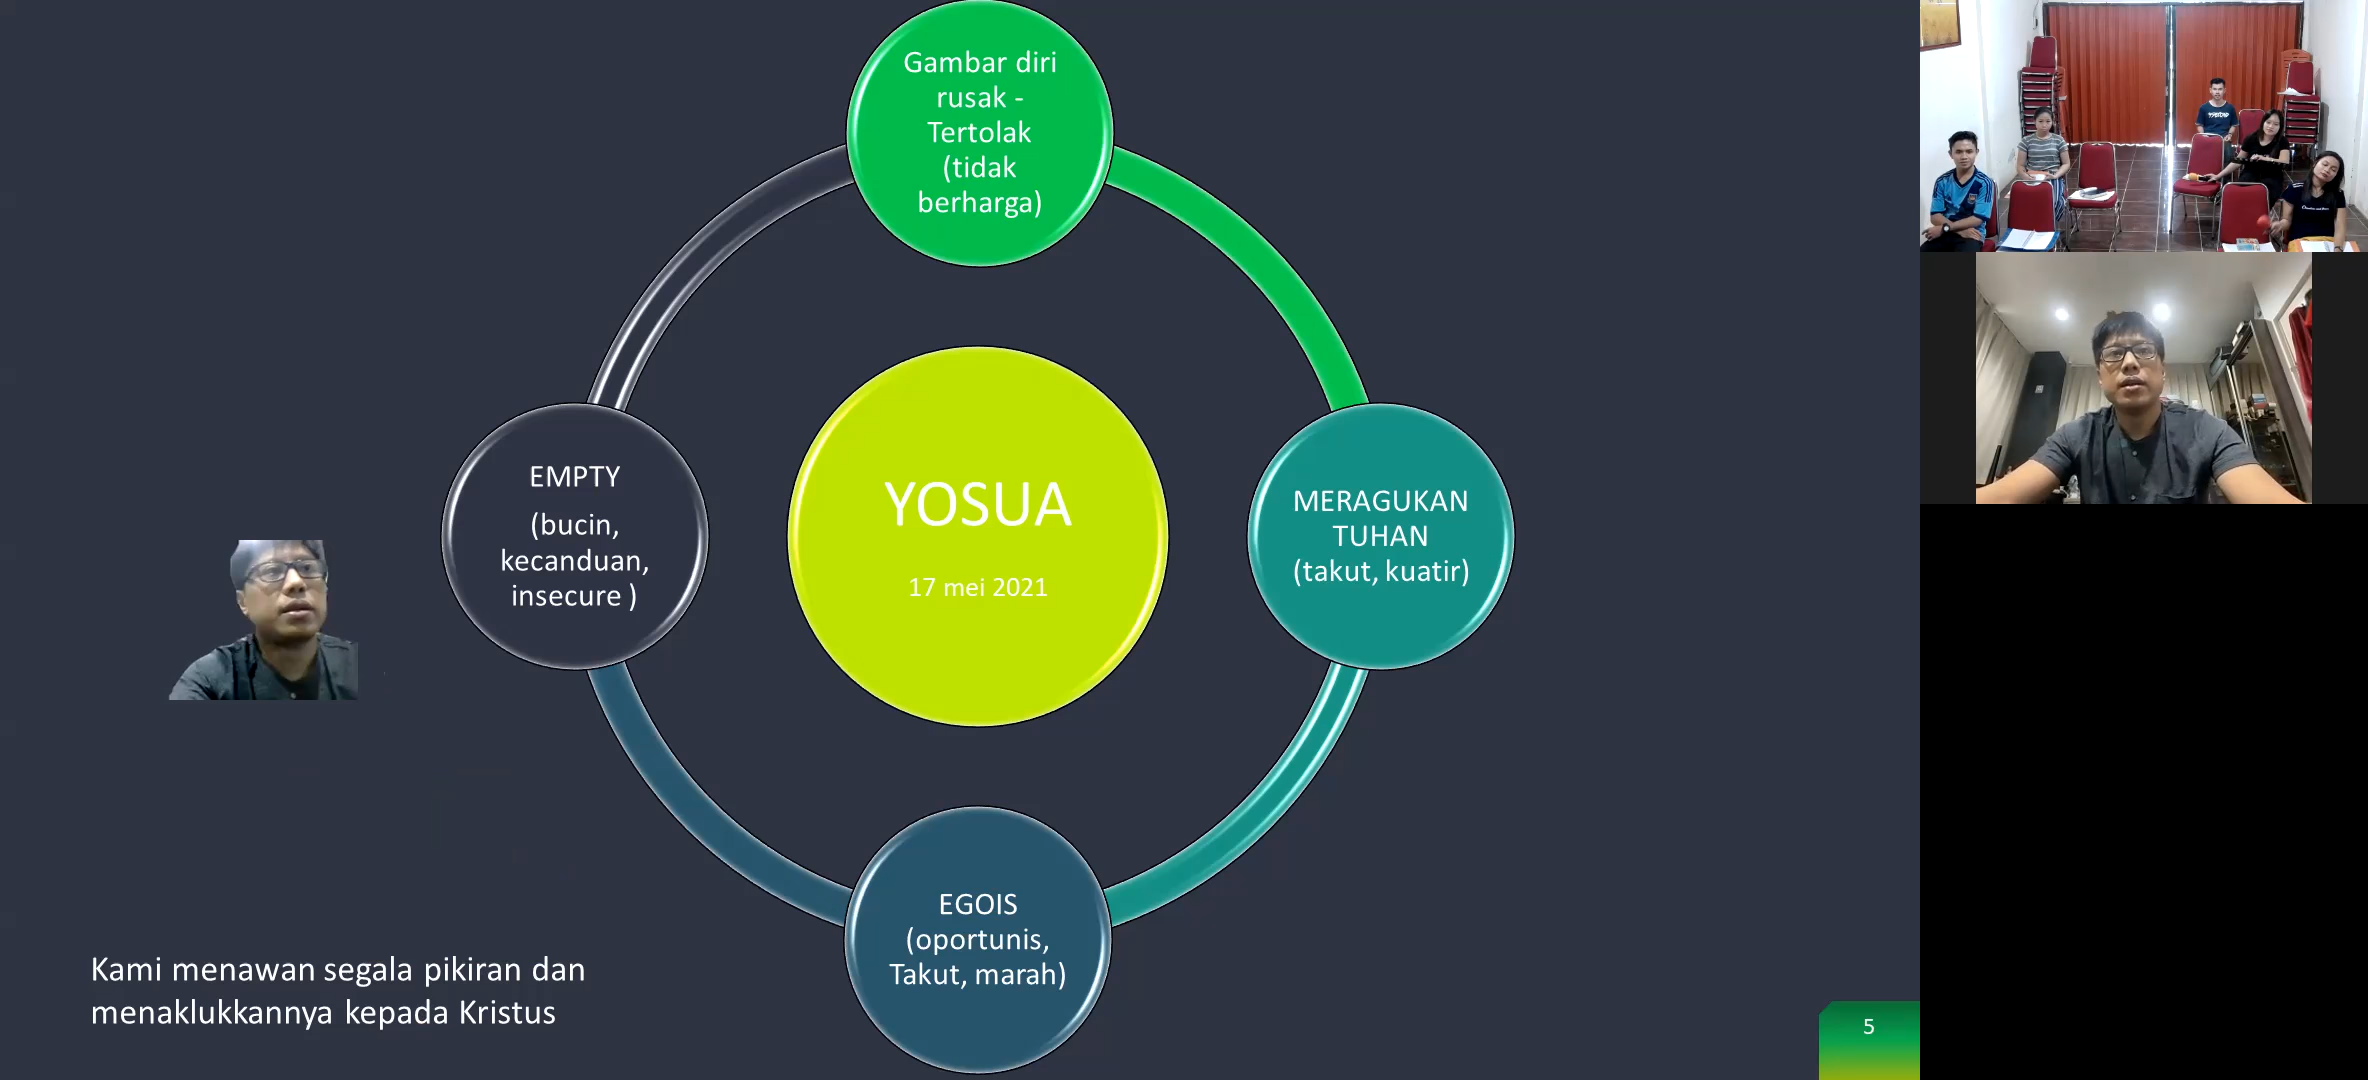 Gambar diri
rusak -
Tertolak
(tidak
berharga)
EMPTY
(bucin,
kecanduan,
insecure )
YOSUA
17 mei 2021
MERAGUKAN
TUHAN
(takut, kuatir)
EGOIS
(oportunis,
Takut, marah)
Kami menawan segala pikiran dan
menaklukkannya kepada Kristus
5